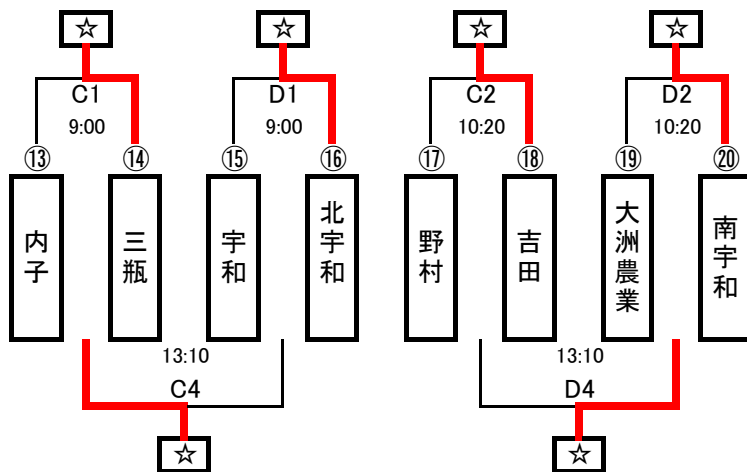 ☆ ☆ ☆ ☆
C1 D1 C2 D2
9:00 9:00 10:20 10:20
⑬ ⑭ ⑮ ⑯ ⑰ ⑱ ⑲ ⑳
内子
三瓶
宇和
北宇和
野村
吉田
大洲農業
南宇和
13:10 13:10
C4 D4
☆ ☆